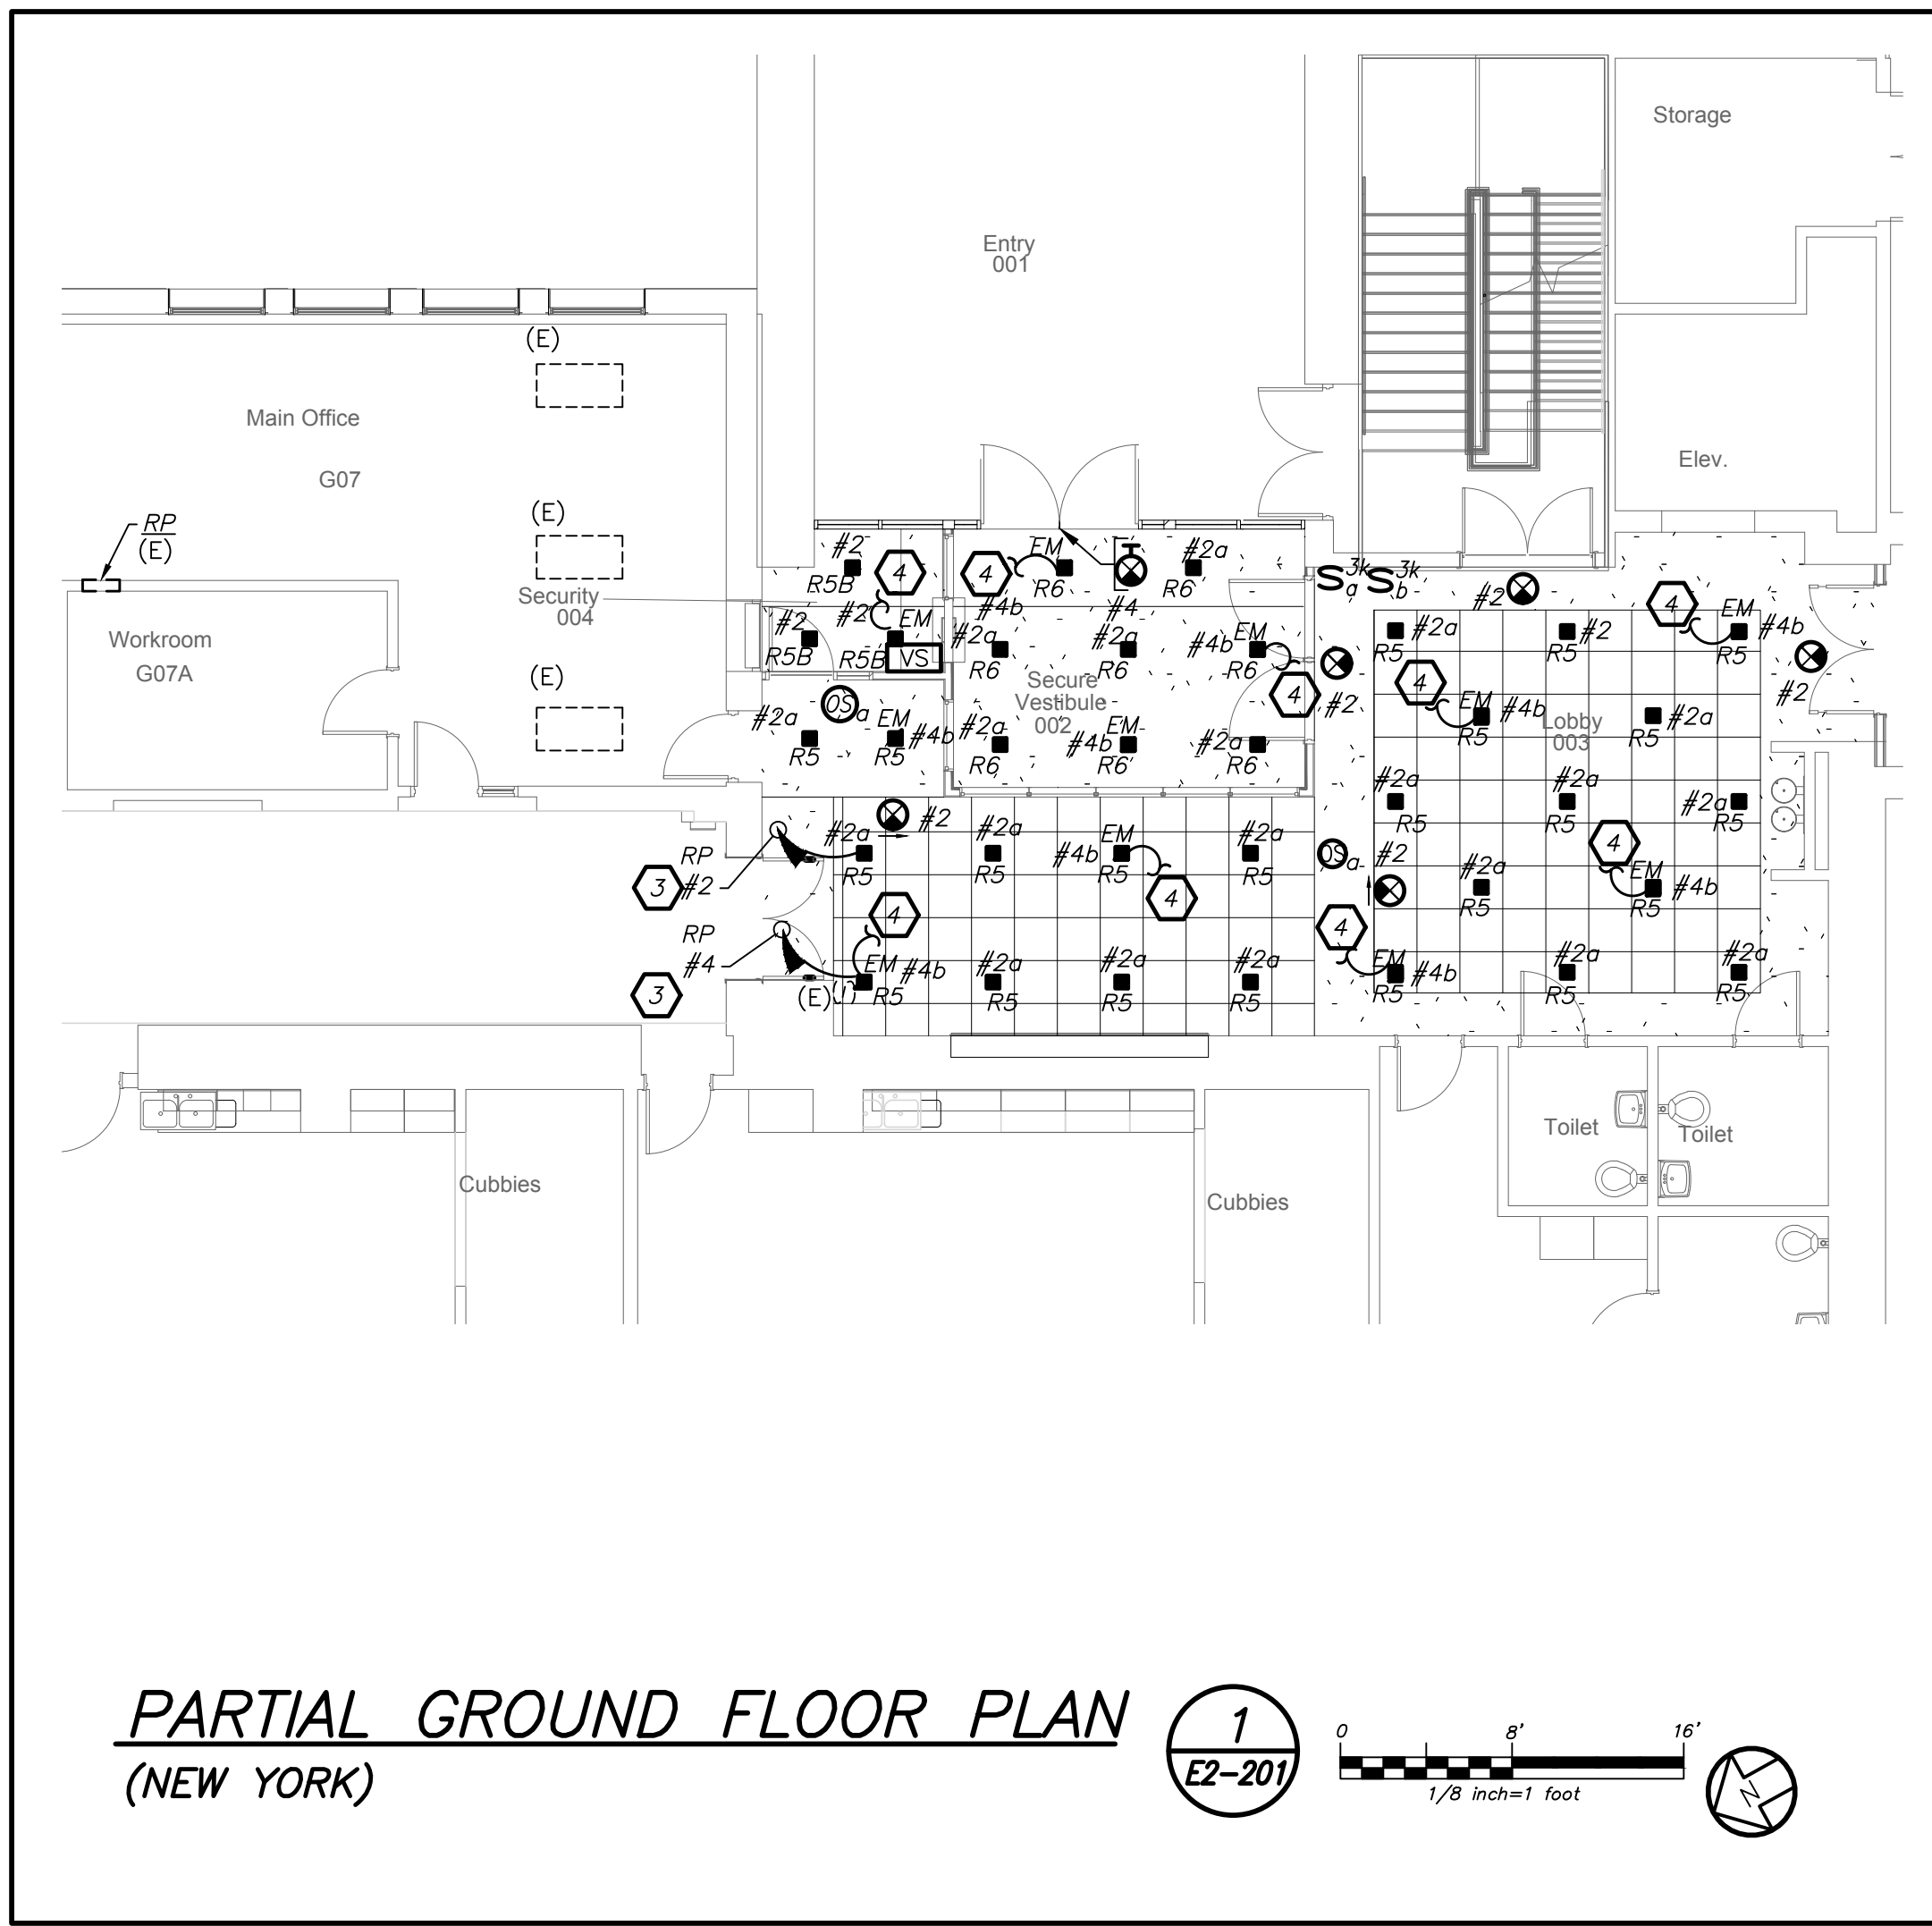 Storage
Entry
001
(E)
Main Office
G07
Elev.
(E)
RP
(E)
Security
004
Workroom
G07A
(E)
#2
R5B
4
4
EM
R6
#4b
#4
#2a
R6
S 3k a
S 3k b
#2
4
EM
#4b
R5
#2
R5B
#2
EM
R5B
VS
#2a
R6
#2a
R6
EM
#4b
R6
4
#2
#2a
R5
#2
R5
#2
4
EM
#4b
R5
#2a
R5
Lobby
003
Secure
Vestibule
002
OS a
#2a
R5
EM
#4b
R5
#2a
R6
EM
#4b
R6
#2a
R6
#2a
R5
#2a
R5
#2a
R5
#2a
R5
#2
#2a
R5
EM
#4b
R5
#2a
R5
OS a
#2
4
RP
#2
3
4
4
4
#2a
R5
EM
#4b
R5
RP
#4
3
(E)
EM
#4b
R5
#2a
R5
#2a
R5
#2a
R5
EM
#4b
R5
#2a
R5
#2a
R5
Toilet
Toilet
Cubbies
Cubbies
PARTIAL GROUND FLOOR PLAN
(NEW YORK)
1
E2-201
0 8' 16'
1/8 inch=1 foot
N